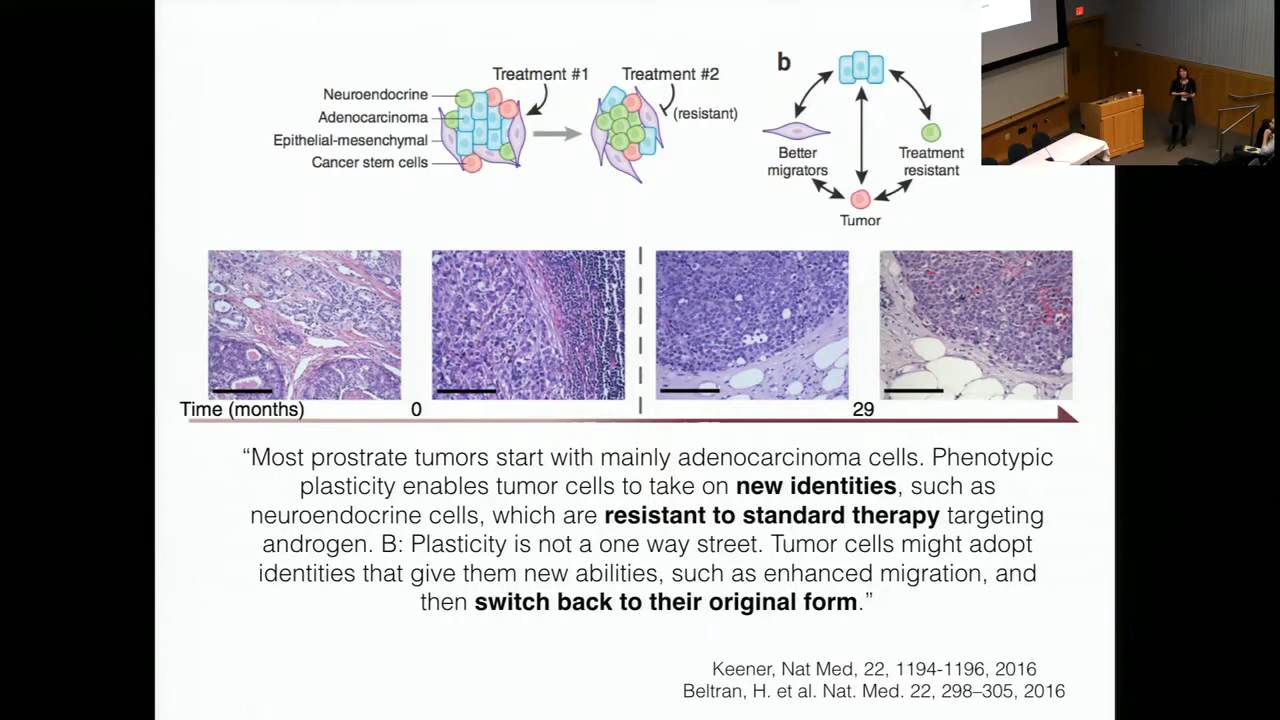 Treatment #1
Treatment #2
b
Neuroendocrine
Adenocarcinoma
Epithelial-mesenchymal
Cancer stem cells
(resistant)
Better
migrators
Treatment
resistant
Tumor
Time (months)
0
29
“Most prostrate tumors start with mainly adenocarcinoma cells. Phenotypic
plasticity enables tumor cells to take on new identities, such as
neuroendocrine cells, which are resistant to standard therapy targeting
androgen. B: Plasticity is not a one way street. Tumor cells might adopt
identities that give them new abilities, such as enhanced migration, and
then switch back to their original form.”
Keener, Nat Med, 22, 1194-1196, 2016
Beltran, H. et al. Nat. Med. 22, 298–305, 2016